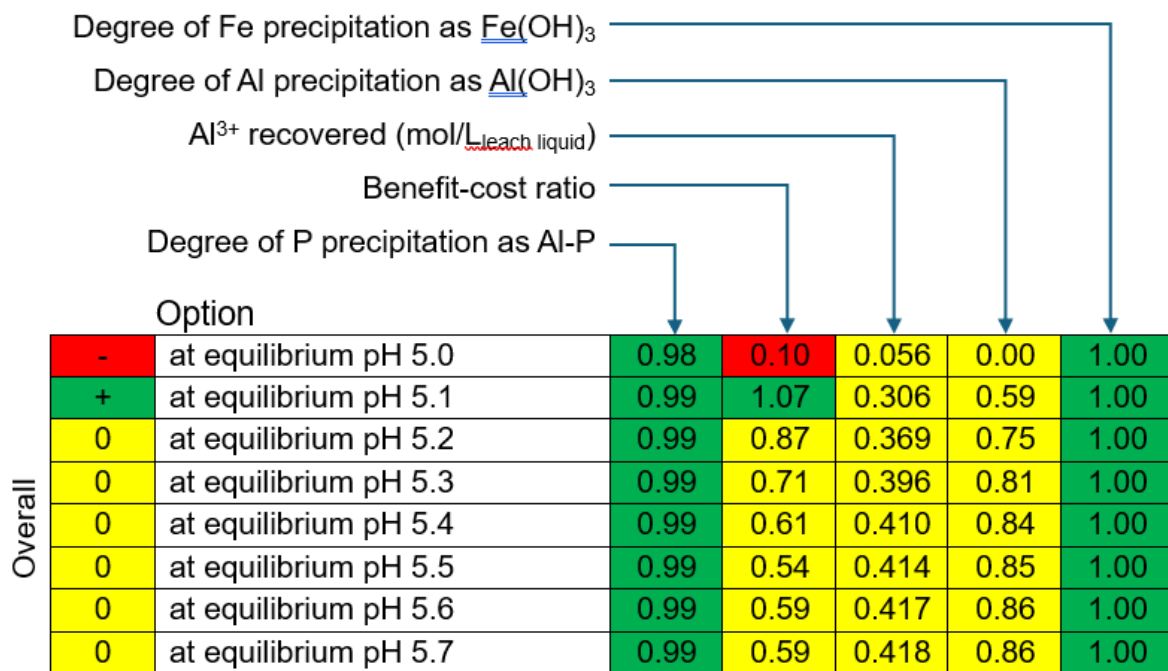 Degree of Fe precipitation as Fe(OH)₃
Degree of Al precipitation as Al(OH)₃
Al³⁺ recovered (mol/L_leach liquid)
Benefit-cost ratio
Degree of P precipitation as Al-P
Option
- at equilibrium pH 5.0 0.98 0.10 0.056 0.00 1.00
+ at equilibrium pH 5.1 0.99 1.07 0.306 0.59 1.00
0 at equilibrium pH 5.2 0.99 0.87 0.369 0.75 1.00
0 at equilibrium pH 5.3 0.99 0.71 0.396 0.81 1.00
0 at equilibrium pH 5.4 0.99 0.61 0.410 0.84 1.00
0 at equilibrium pH 5.5 0.99 0.54 0.414 0.85 1.00
0 at equilibrium pH 5.6 0.99 0.59 0.417 0.86 1.00
0 at equilibrium pH 5.7 0.99 0.59 0.418 0.86 1.00
Overall